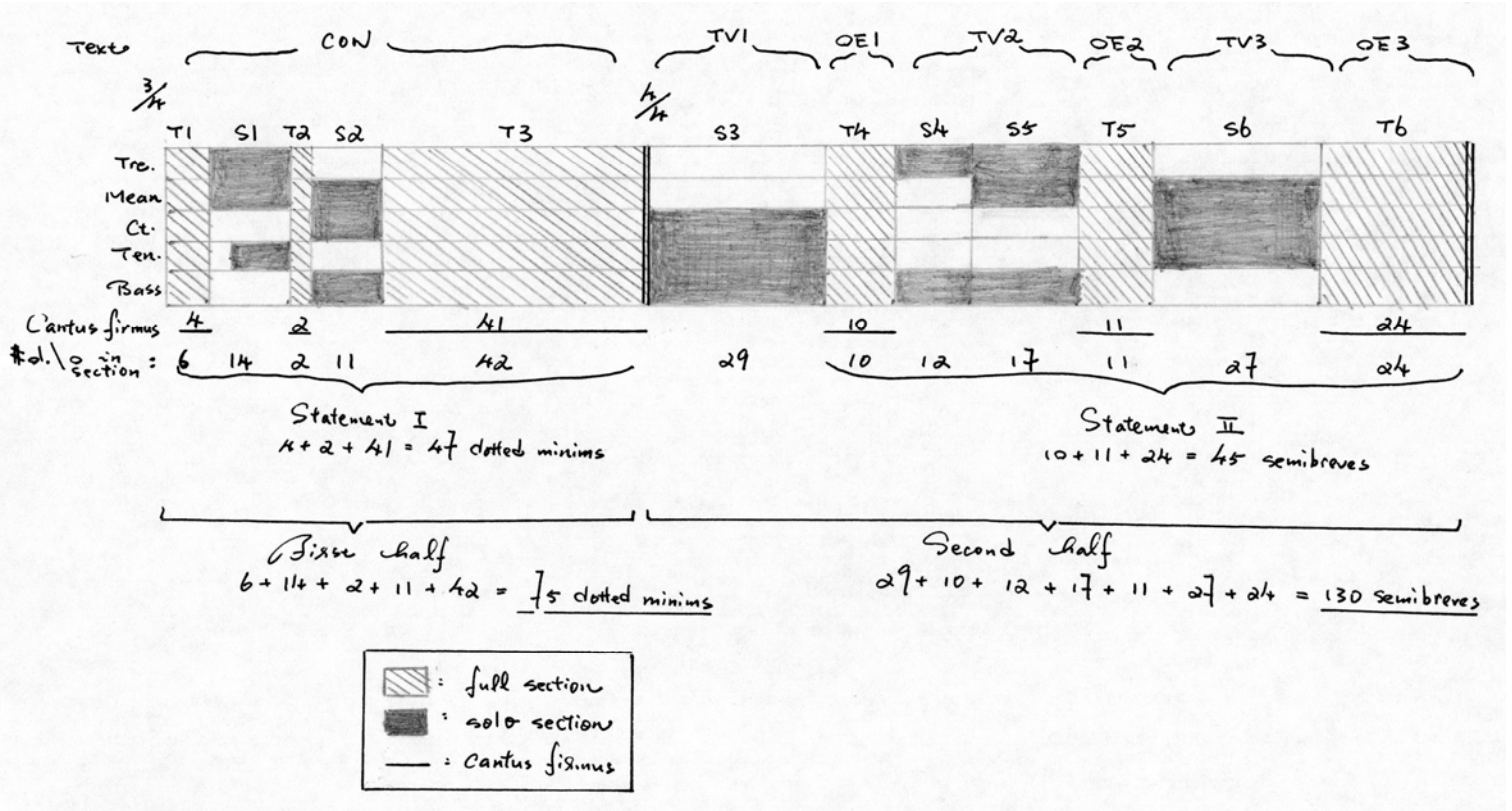 Text CON TV1 OE1 TV2 OE2 TV3 OE3
3/4 4/4
T1 S1 T2 S2 T3 S3 T4 S4 S5 T5 S6 T6
Tre.
Mean
Ct.
Ten.
Bass
Cantus firmus 4 2 41 10 11 24
# d.\o in section : 6 14 2 11 42 29 10 12 17 11 27 24
Statement I Statement II
4 + 2 + 41 = 47 dotted minims 10 + 11 + 24 = 45 semibreves
First half Second half
6 + 14 + 2 + 11 + 42 = 75 dotted minims 29 + 10 + 12 + 17 + 11 + 27 + 24 = 130 semibreves
: full section
: solo section
: cantus firmus